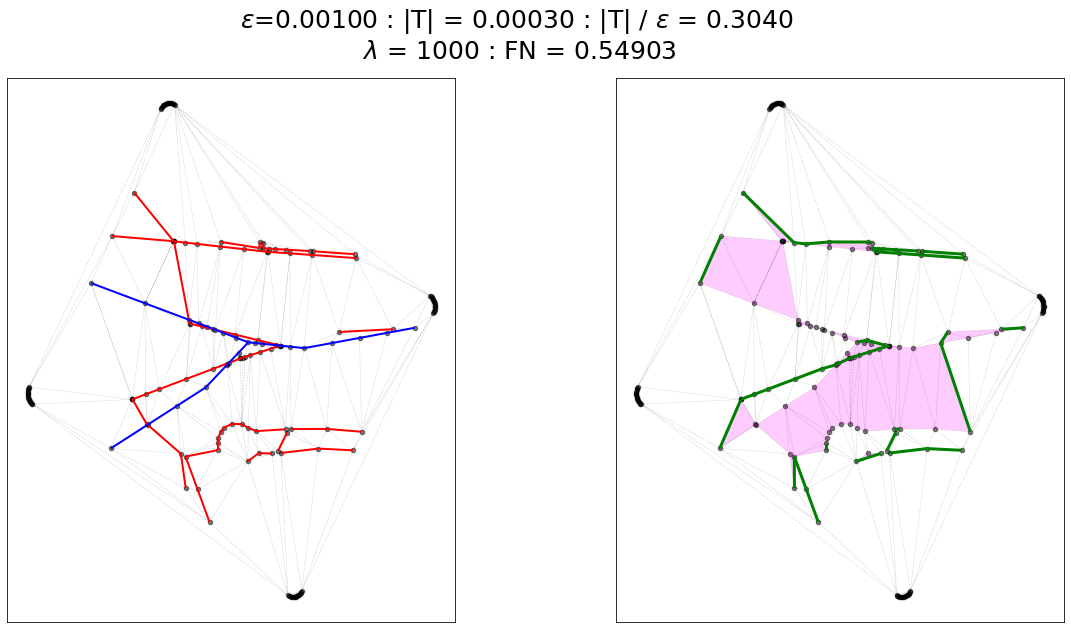 ε=0.00100 : |T| = 0.00030 : |T| / ε = 0.3040
λ = 1000 : FN = 0.54903